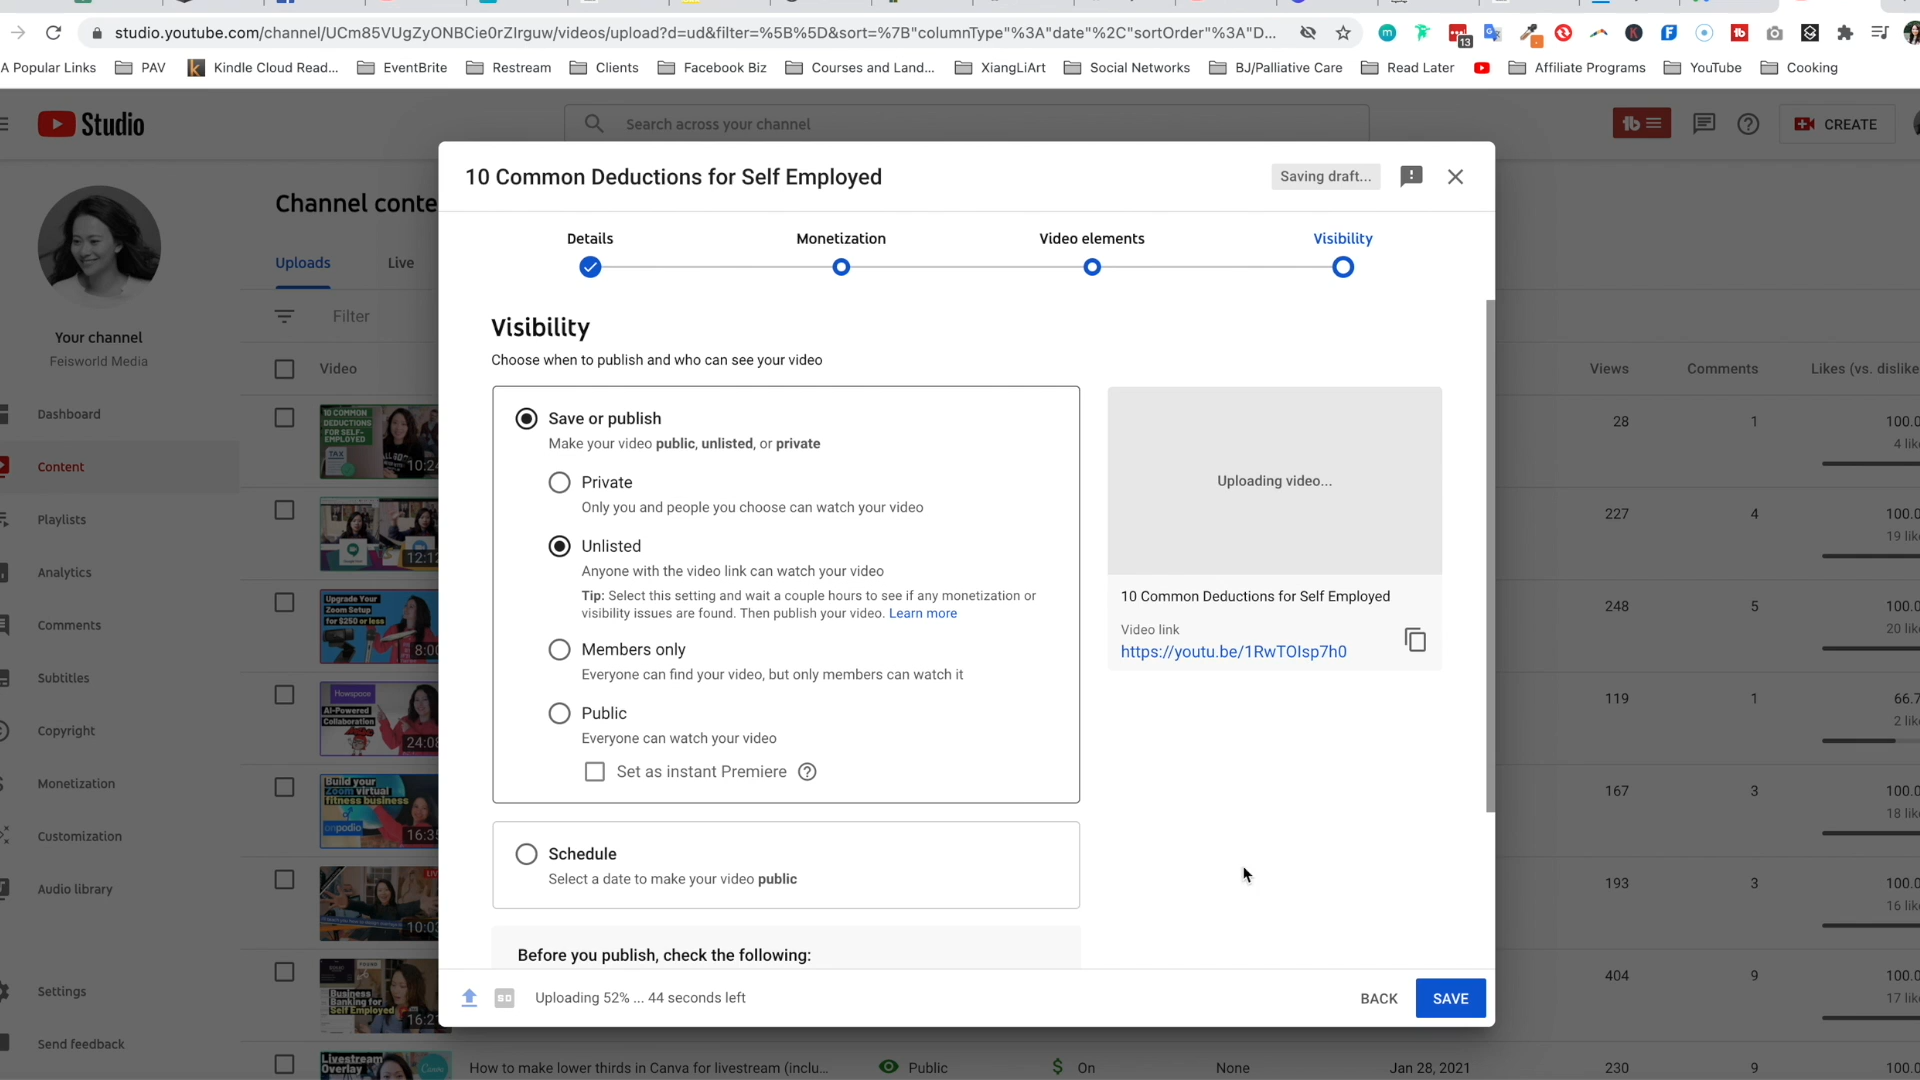 studio.youtube.com/channel/UCm85VUgZyONBCie0rZIrguw/videos/upload?d=ud&filter=%5B%5D&sort=%7B"columnType"%3A"date"%2C"sortOrder"%3A"D...
13
A Popular Links PAV Kindle Cloud Read... EventBrite Restream Clients Facebook Biz Courses and Land... XiangLiArt Social Networks BJ/Palliative Care Read Later Affiliate Programs YouTube Cooking
Studio
Search across your channel
CREATE
10 Common Deductions for Self Employed
Saving draft...
Channel conte
Details Monetization Video elements Visibility
Uploads Live
Filter
Visibility
Your channel
Feisworld Media
Choose when to publish and who can see your video
Video
Views Comments Likes (vs. dislike
Save or publish
Make your video public, unlisted, or private
Private
Only you and people you choose can watch your video
Unlisted
Anyone with the video link can watch your video
Tip: Select this setting and wait a couple hours to see if any monetization or
visibility issues are found. Then publish your video. Learn more
Members only
Everyone can find your video, but only members can watch it
Public
Everyone can watch your video
Set as instant Premiere
Schedule
Select a date to make your video public
Before you publish, check the following:
Uploading video...
10 Common Deductions for Self Employed
Video link
https://youtu.be/1RwTOIsp7h0
Uploading 52% ... 44 seconds left
BACK SAVE
Dashboard
Content
Playlists
Analytics
Comments
Subtitles
Copyright
Monetization
Customization
Audio library
Settings
Send feedback
10 COMMON
DEDUCTIONS
FOR SELF-
EMPLOYED
TAX
10:24
12:12
Upgrade Your
Zoom Setup
for $250 or less
8:00
Howspace
AI-Powered
Collaboration
24:08
Build your
Zoom virtual
fitness business
onpodio
16:35
10:03
Business
Banking for
Self Employed
16:22
Livestream
Overlay
Canva
28 1 100.0
4 lik
227 4 100.0
19 lik
248 5 100.0
20 lik
119 1 66.7
2 lik
167 3 100.0
18 lik
193 3 100.0
16 lik
404 9 100.0
17 lik
How to make lower thirds in Canva for livestream (inclu... Public On None Jan 28, 2021 230 9 100.0